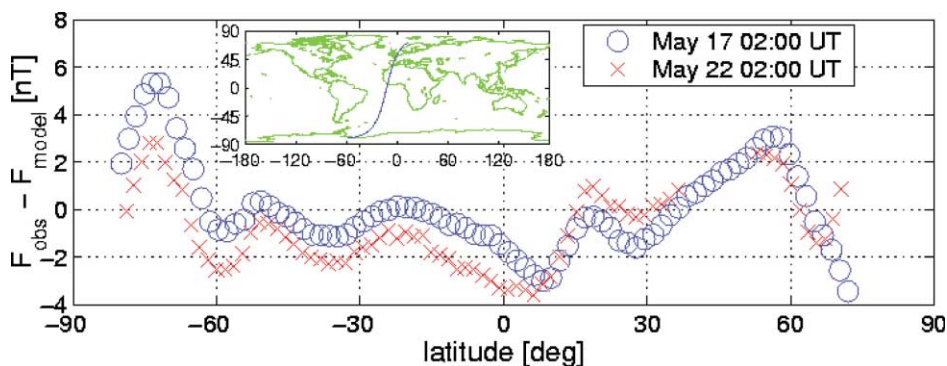 8
6
4
2
0
−2
−4
F_obs − F_model [nT]
90
45
0
−45
−90
−180 −120 −60 0 60 120 180
May 17 02:00 UT
May 22 02:00 UT
−90 −60 −30 0 30 60 90
latitude [deg]